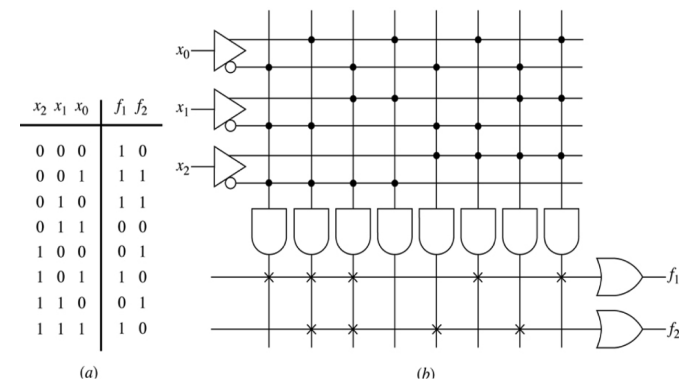 x₂ x₁ x₀ f₁ f₂
0 0 0 1 0
0 0 1 1 1
0 1 0 1 1
0 1 1 0 0
1 0 0 0 1
1 0 1 1 0
1 1 0 0 1
1 1 1 1 0
(a)
x₀
x₁
x₂
f₁
f₂
(b)